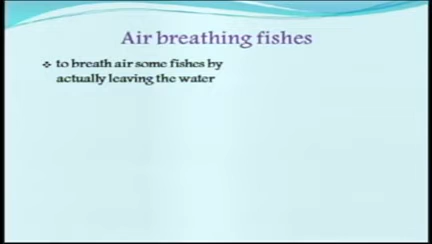 Air breathing fishes
to breath air some fishes by
actually leaving the water